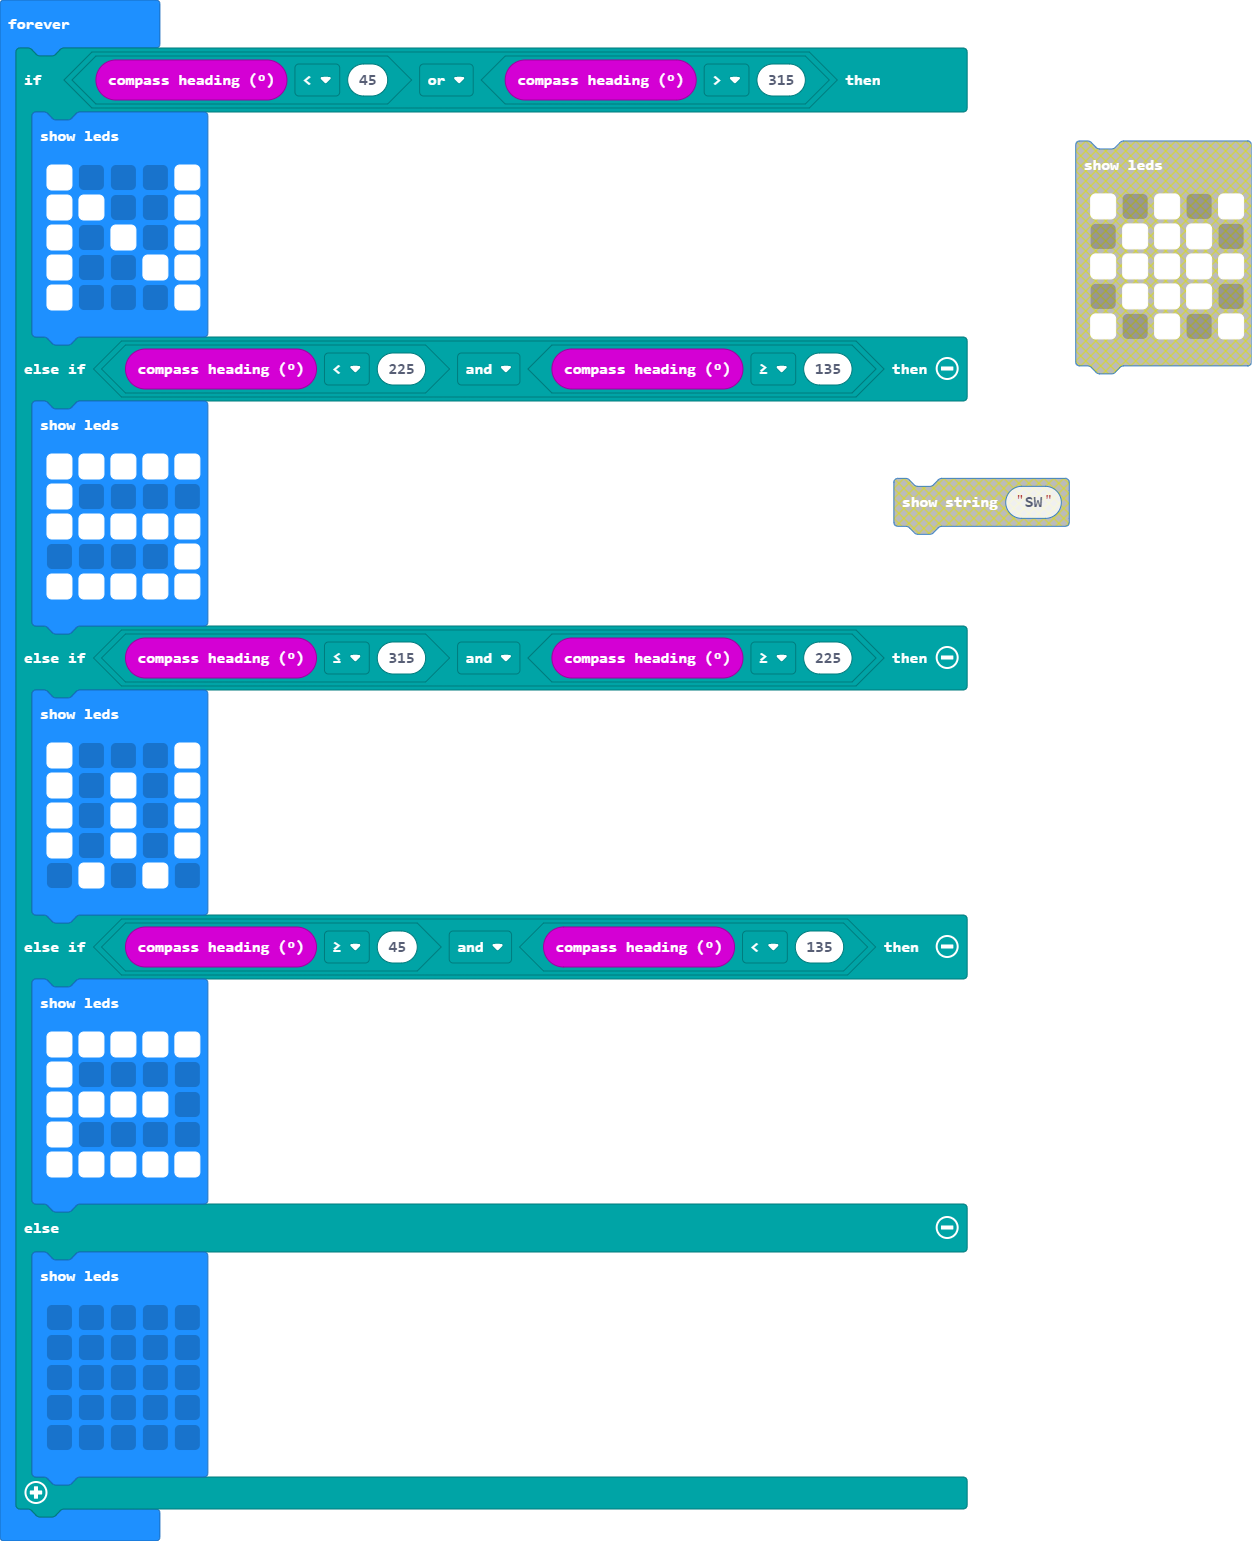 forever
if compass heading (º) < 45 or compass heading (º) > 315 then
show leds
show leds
else if compass heading (º) < 225 and compass heading (º) ≥ 135 then
show leds
show string "SW"
else if compass heading (º) ≤ 315 and compass heading (º) ≥ 225 then
show leds
else if compass heading (º) ≥ 45 and compass heading (º) < 135 then
show leds
else
show leds